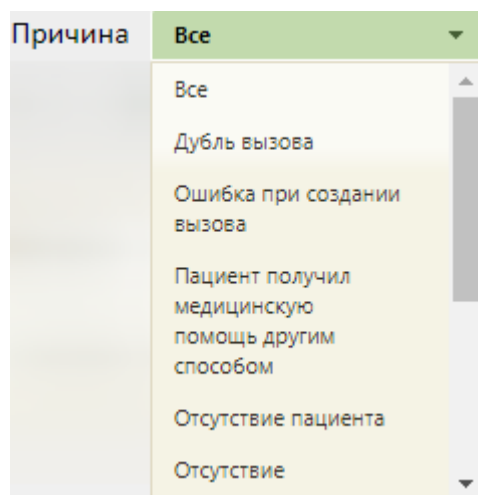 Причина Все
Все
Дубль вызова
Ошибка при создании
вызова
Пациент получил
медицинскую
помощь другим
способом
Отсутствие пациента
Отсутствие